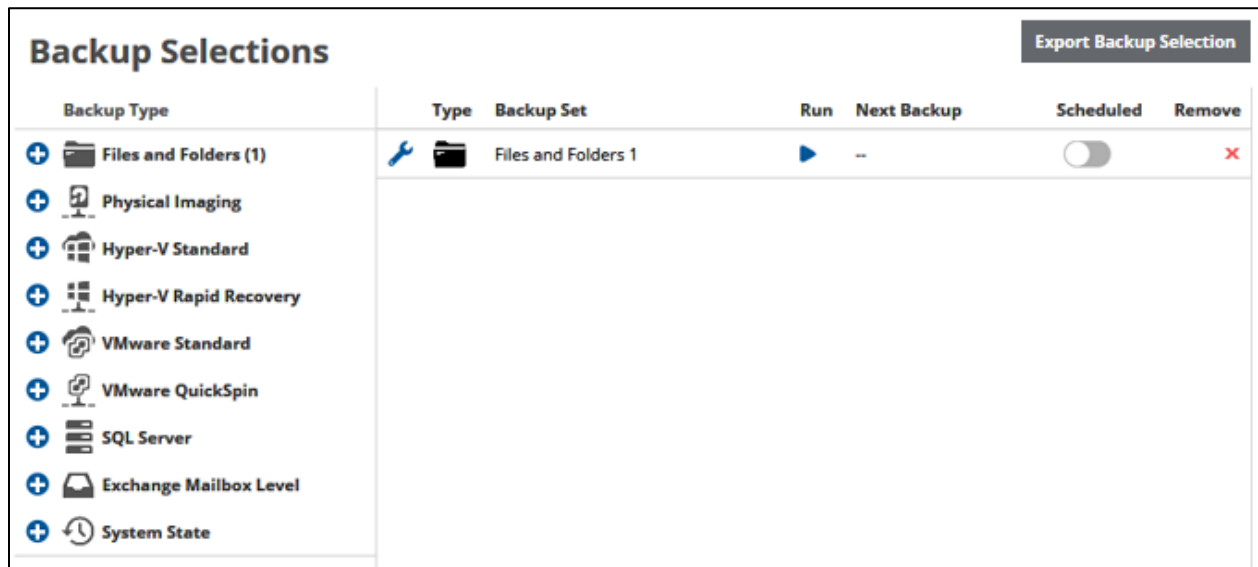 Backup Selections
Export Backup Selection
Backup Type
Type Backup Set Run Next Backup Scheduled Remove
Files and Folders (1)
Files and Folders 1 --
Physical Imaging
Hyper-V Standard
Hyper-V Rapid Recovery
VMware Standard
VMware QuickSpin
SQL Server
Exchange Mailbox Level
System State